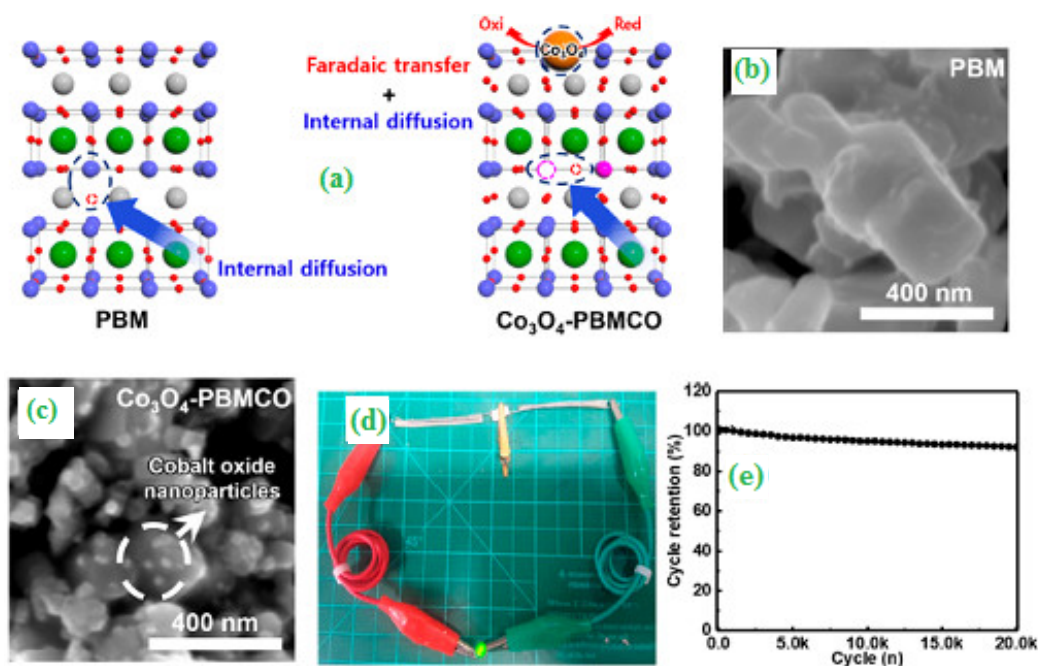 Oxi
Red
Co₃O₄
Faradaic transfer
+
Internal diffusion
(a)
Internal diffusion
PBM
Co₃O₄-PBMCO
(b)
PBM
400 nm
(c)
Co₃O₄-PBMCO
Cobalt oxide
nanoparticles
400 nm
(d)
45°
(e)
120
100
80
60
40
20
0
Cycle retention (%)
0.0
5.0k
10.0k
15.0k
20.0k
Cycle (n)